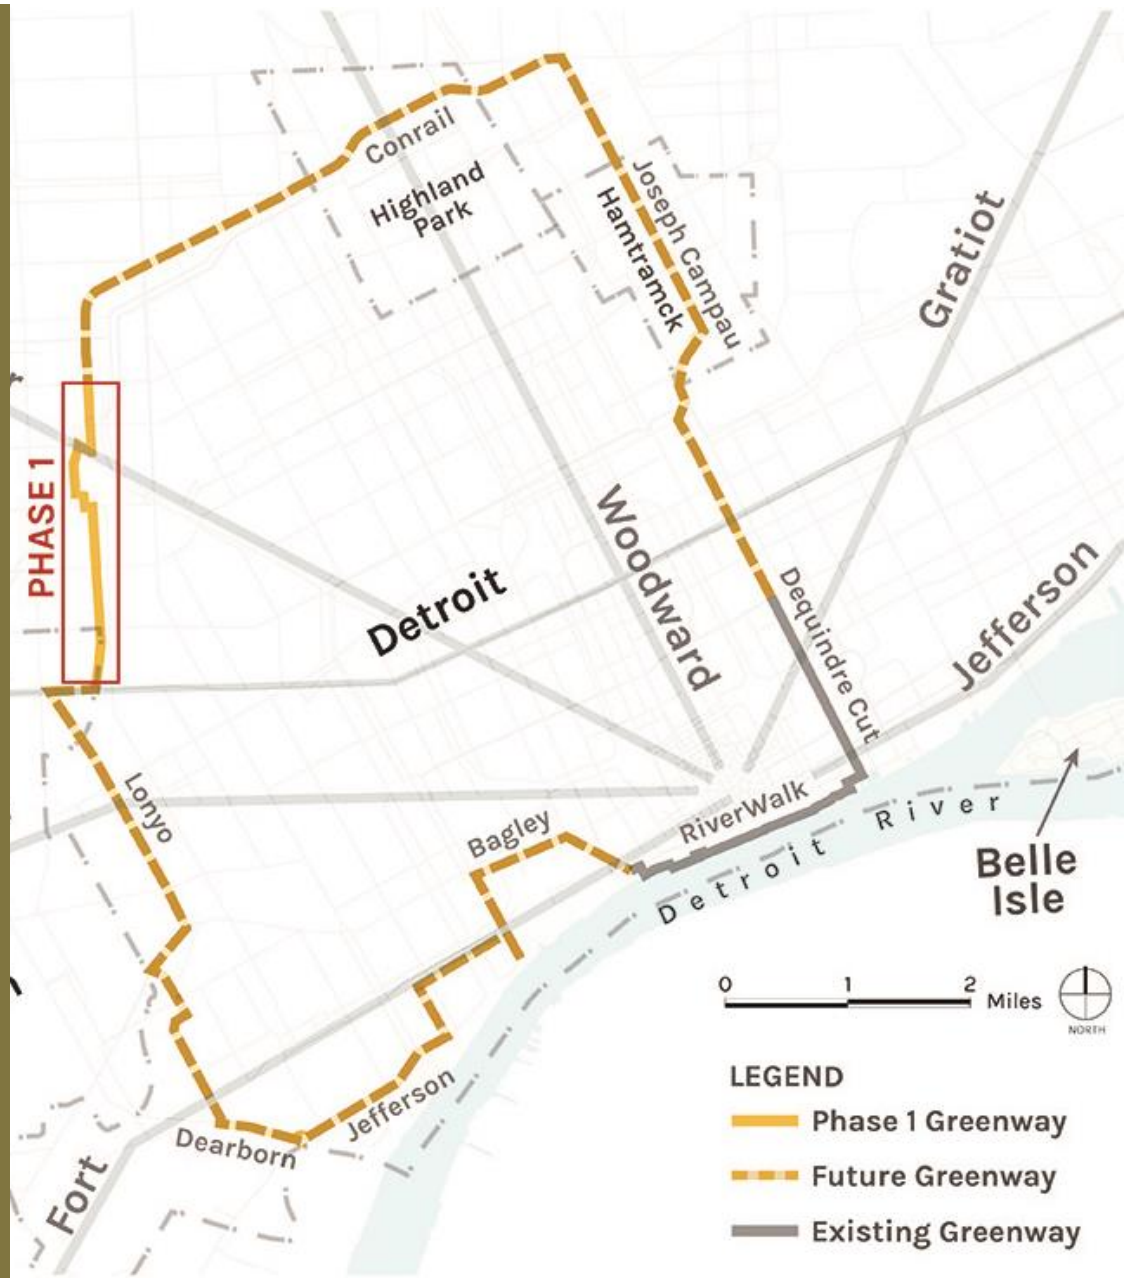 Conrail
Highland
Park
Joseph Campau
Hamtramck
Gratiot
PHASE 1
Woodward
Detroit
Dequindre Cut
Jefferson
Lonyo
Bagley
RiverWalk
Detroit River
Belle
Isle
0 1 2 Miles
NORTH
Jefferson
Dearborn
Fort
LEGEND
Phase 1 Greenway
Future Greenway
Existing Greenway